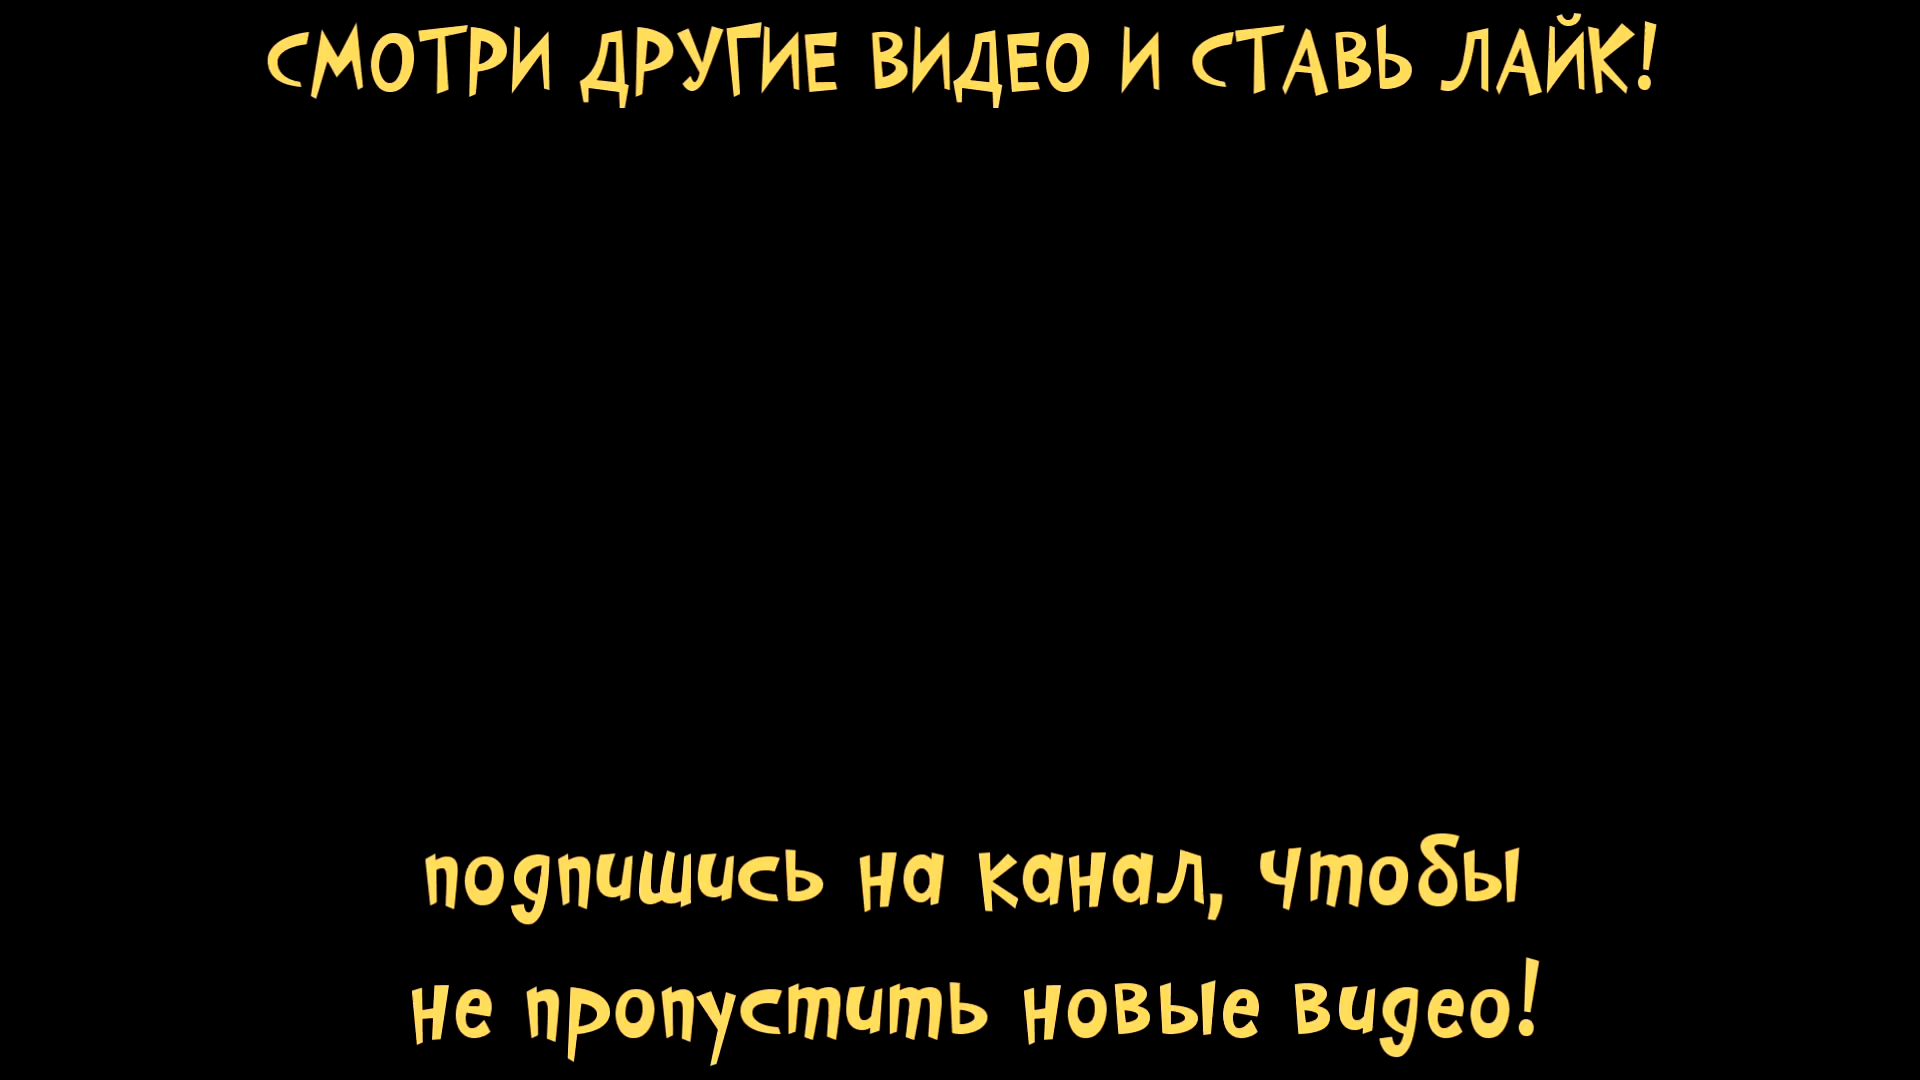 СМОТРИ ДРУГИЕ ВИДЕО И СТАВЬ ЛАЙК!
подпишись на канал, чтобы
не пропустить новые видео!